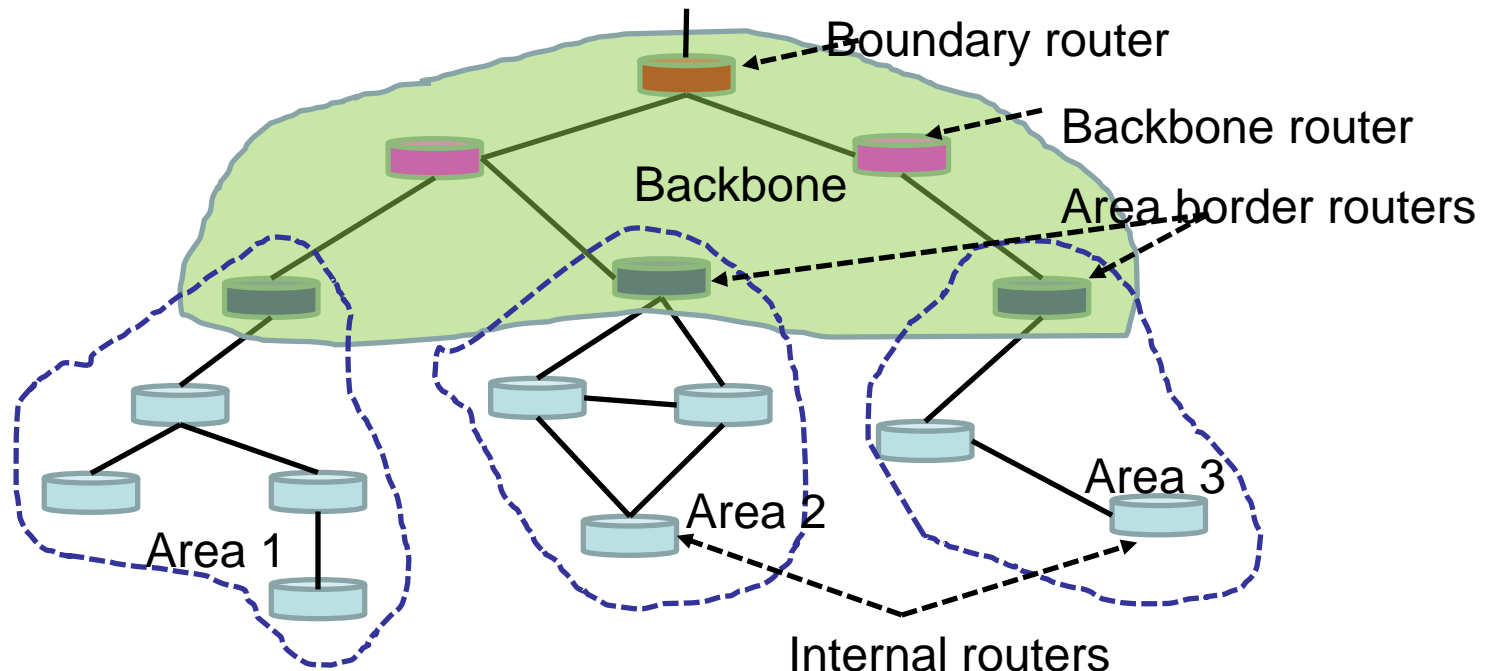 Boundary router
Backbone router
Backbone
Area border routers
Area 3
Area 2
Area 1
Internal routers